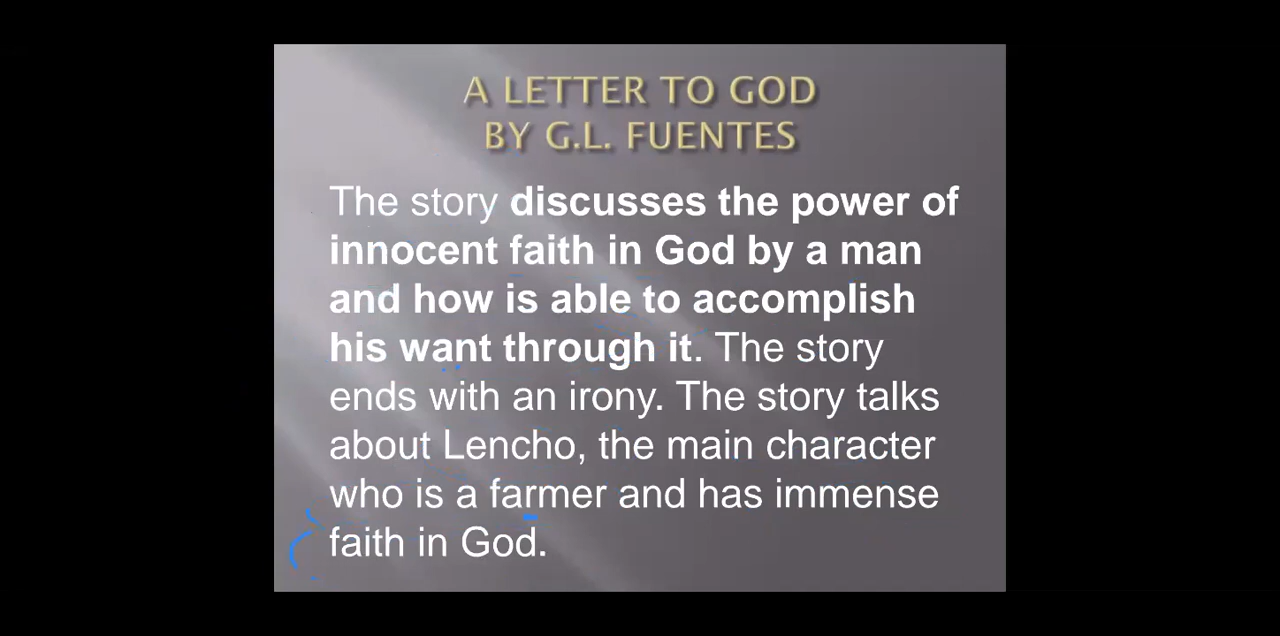 A LETTER TO GOD
BY G.L. FUENTES
The story discusses the power of
innocent faith in God by a man
and how is able to accomplish
his want through it. The story
ends with an irony. The story talks
about Lencho, the main character
who is a farmer and has immense
faith in God.